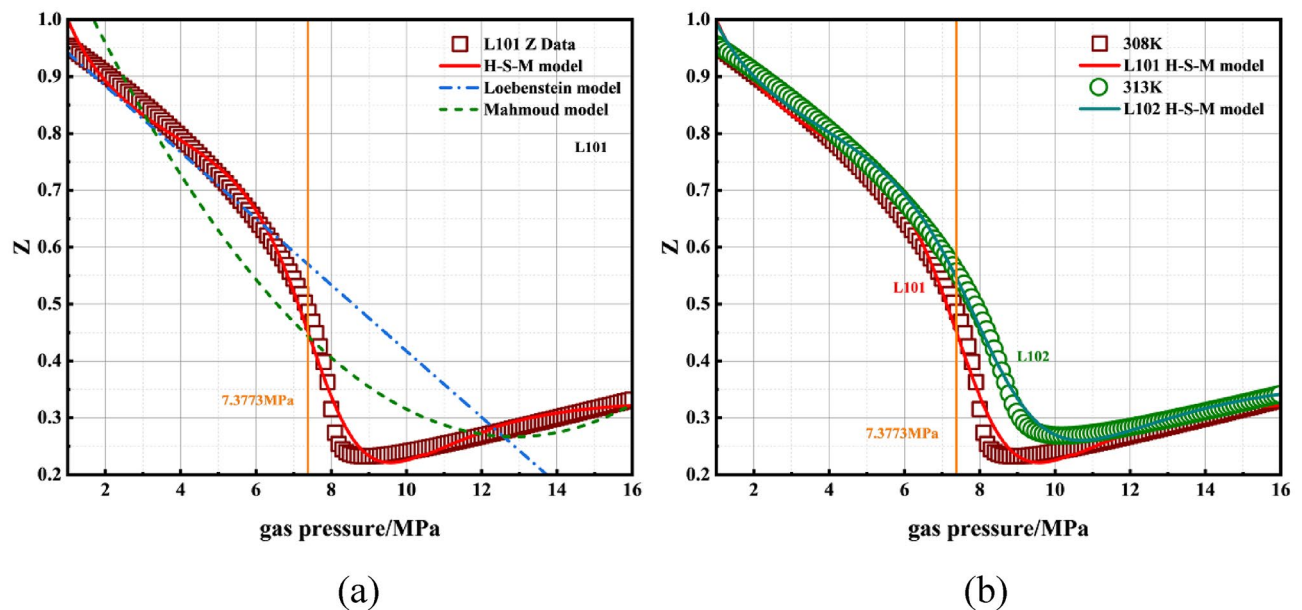 1.0
0.9
0.8
0.7
0.6
0.5
0.4
0.3
0.2
Z
2 4 6 8 10 12 14 16
gas pressure/MPa
L101 Z Data
H-S-M model
Loebenstein model
Mahmoud model
L101
7.3773MPa
(a)
1.0
0.9
0.8
0.7
0.6
0.5
0.4
0.3
0.2
Z
2 4 6 8 10 12 14 16
gas pressure/MPa
308K
L101 H-S-M model
313K
L102 H-S-M model
L101
L102
7.3773MPa
(b)